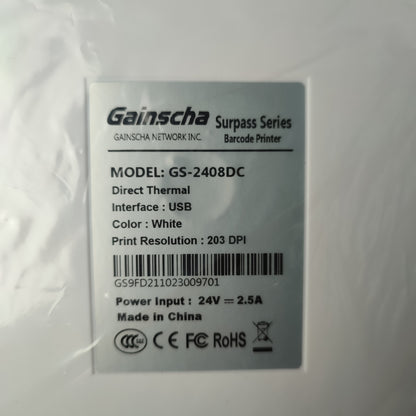 Gainscha Surpass Series
GAINSCHA NETWORK INC. Barcode Printer
MODEL: GS-2408DC
Direct Thermal
Interface : USB
Color : White
Print Resolution : 203 DPI
GS9FD211023009701
Power Input : 24V ⎓ 2.5A
Made in China
CCC CE FC RoHS